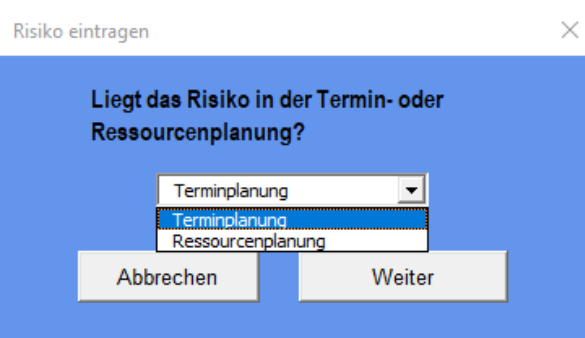 Risiko eintragen
Liegt das Risiko in der Termin- oder
Ressourcenplanung?
Terminplanung
Terminplanung
Ressourcenplanung
Abbrechen Weiter